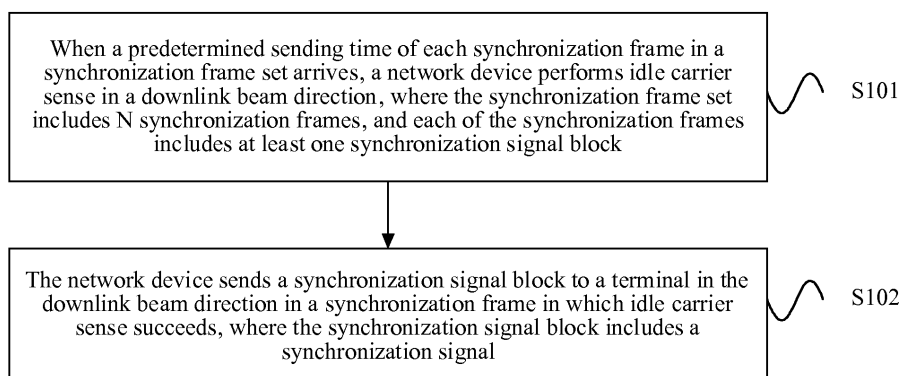 When a predetermined sending time of each synchronization frame in a
synchronization frame set arrives, a network device performs idle carrier
sense in a downlink beam direction, where the synchronization frame set
includes N synchronization frames, and each of the synchronization frames
includes at least one synchronization signal block
S101
The network device sends a synchronization signal block to a terminal in the
downlink beam direction in a synchronization frame in which idle carrier
sense succeeds, where the synchronization signal block includes a
synchronization signal
S102